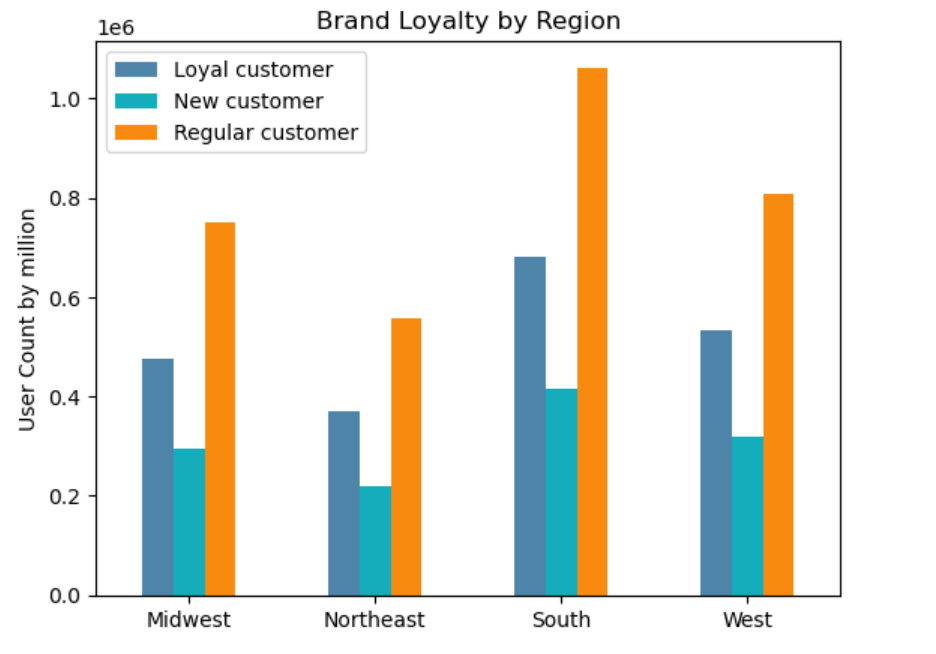 Brand Loyalty by Region
1e6
Loyal customer
New customer
Regular customer
1.0
0.8
0.6
0.4
0.2
0.0
User Count by million
Midwest Northeast South West